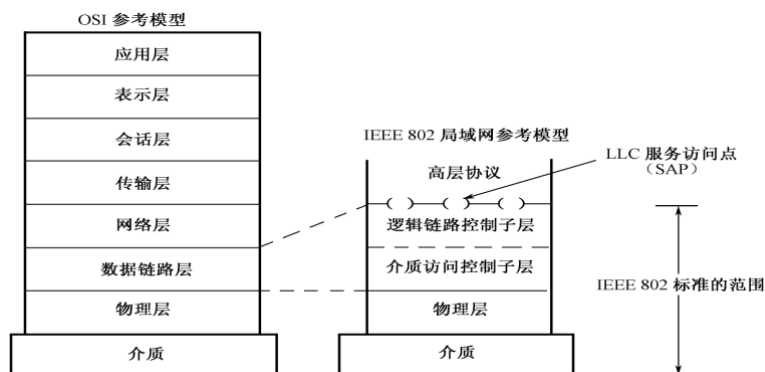 OSI 参考模型
应用层
表示层
会话层
传输层
网络层
数据链路层
物理层
介质
IEEE 802 局域网参考模型
高层协议
逻辑链路控制子层
介质访问控制子层
物理层
介质
LLC 服务访问点
（SAP）
IEEE 802 标准的范围